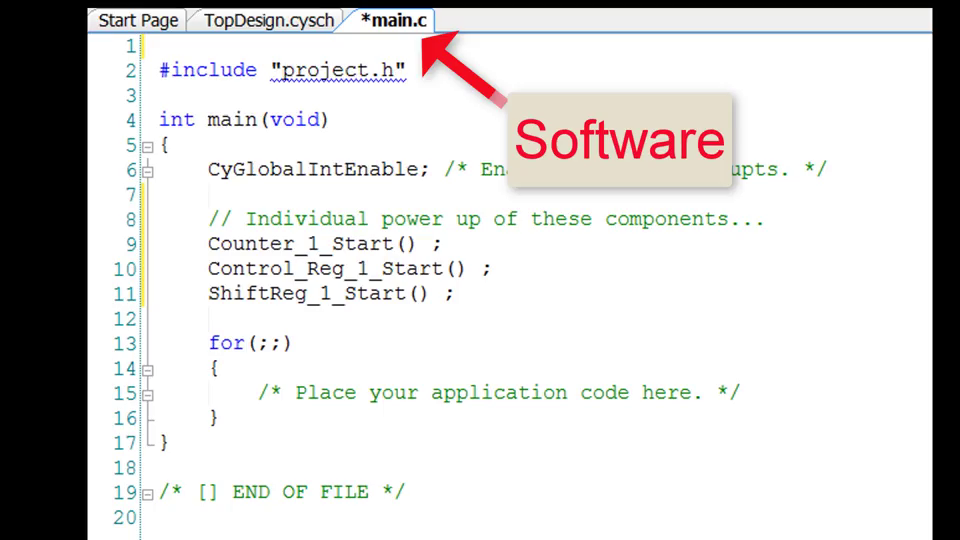 Start Page TopDesign.cysch *main.c
1
2 #include "project.h"
3
4 int main(void)
5 {
Software
6 CyGlobalIntEnable; /* upts. */
7
8 // Individual power up of these components...
9 Counter_1_Start() ;
10 Control_Reg_1_Start() ;
11 ShiftReg_1_Start() ;
12
13 for(;;)
14 {
15 /* Place your application code here. */
16 }
17 }
18
19 /* [] END OF FILE */
20